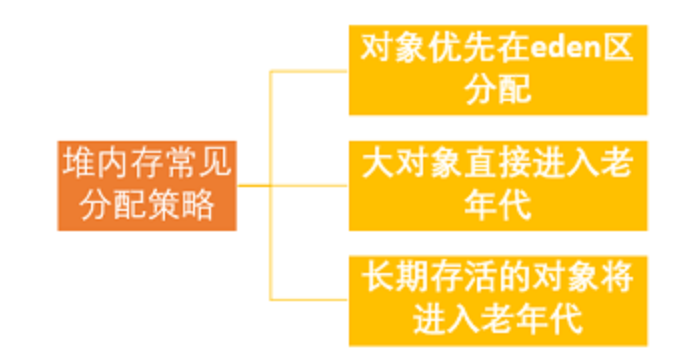 堆内存常见
分配策略
对象优先在eden区
分配
大对象直接进入老
年代
长期存活的对象将
进入老年代